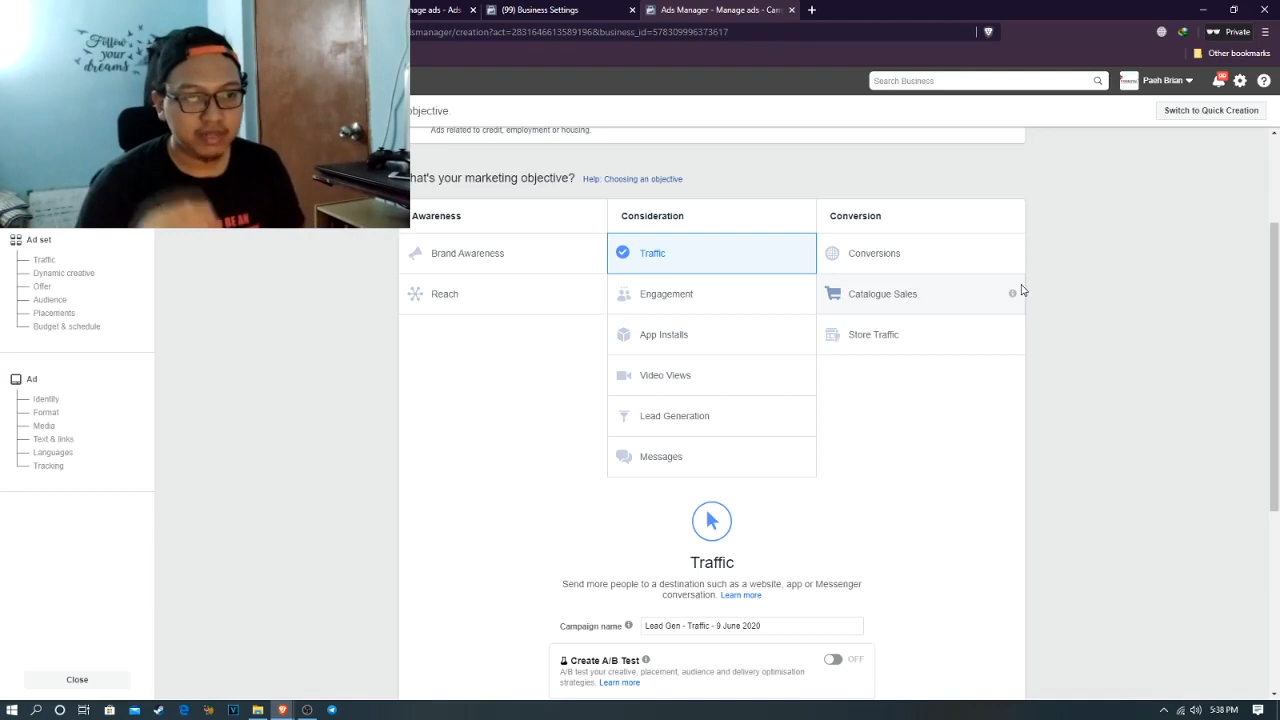 nage ads - Ads
(99) Business Settings
Ads Manager - Manage ads - Cam
smanager/creation?act=2831646613589196&business_id=578309996373617
Private
Other bookmarks
Follow
your
dreams
Search Business
Paeh Brian
objective.
Switch to Quick Creation
Ads related to credit, employment or housing.
hat's your marketing objective? Help: Choosing an objective
Awareness
Consideration
Conversion
Brand Awareness
Traffic
Conversions
Reach
Engagement
Catalogue Sales
App Installs
Store Traffic
Video Views
Lead Generation
Messages
Ad set
Traffic
Dynamic creative
Offer
Audience
Placements
Budget & schedule
Ad
Identity
Format
Media
Text & links
Languages
Tracking
Close
Traffic
Send more people to a destination such as a website, app or Messenger
conversation. Learn more
Campaign name
Lead Gen - Traffic - 9 June 2020
Create A/B Test
OFF
A/B test your creative, placement, audience and delivery optimisation
strategies. Learn more
5:38 PM